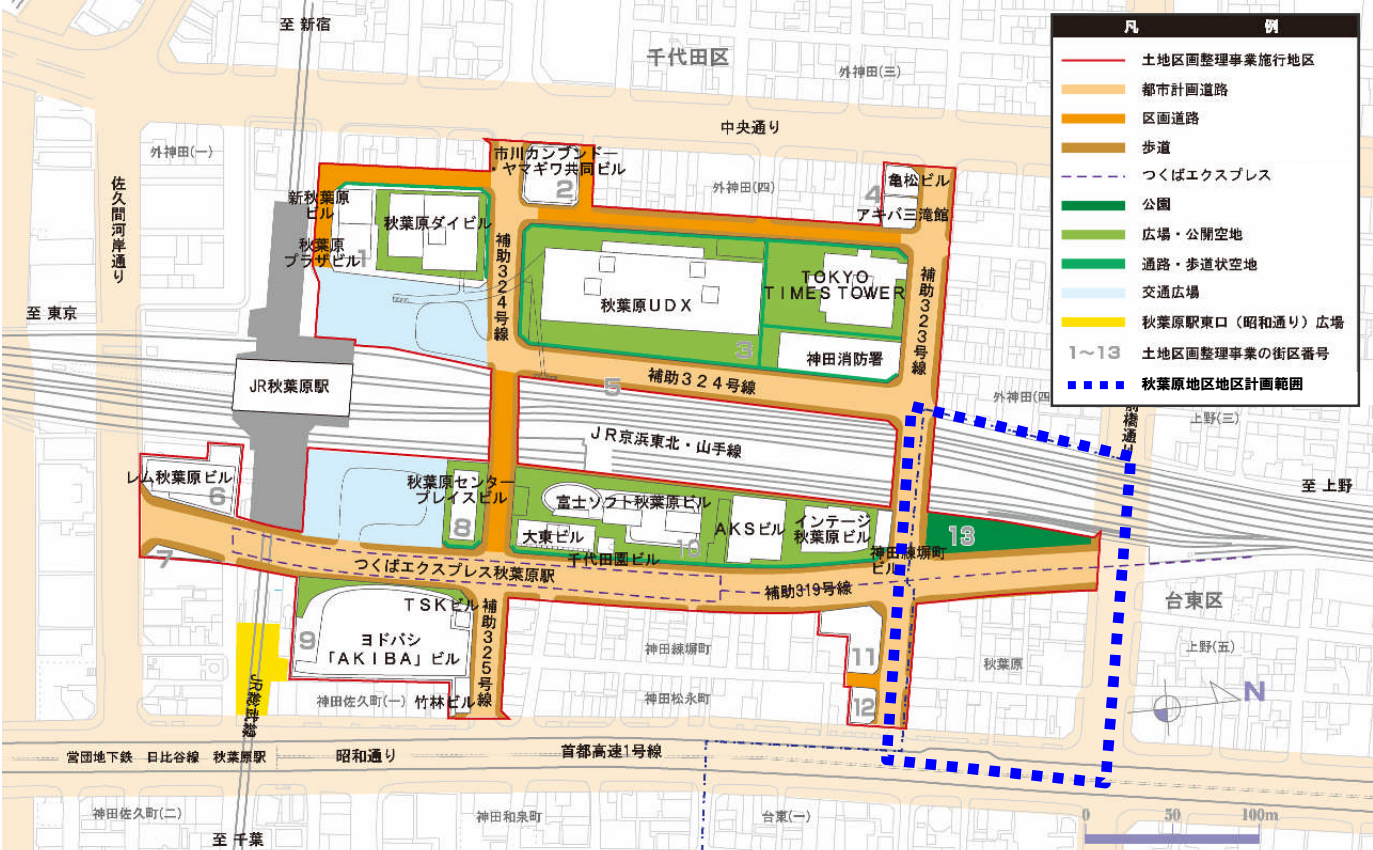 凡 例
土地区画整理事業施行地区
都市計画道路
区画道路
歩道
つくばエクスプレス
公園
広場・公開空地
通路・歩道状空地
交通広場
秋葉原駅東口（昭和通り）広場
1～13 土地区画整理事業の街区番号
秋葉原地区地区計画範囲
至 新宿
千代田区
外神田(三)
中央通り
外神田(一)
市川カンブンドー
・ヤマギワ共同ビル
2
外神田(四)
4
亀松ビル
アキバ三滝館
佐久間河岸通り
新秋葉原
ビル
秋葉原ダイビル
秋葉原
プラザビル
1
補助３２４号線
秋葉原ＵＤＸ
TOKYO
TIMES TOWER
補助３２３号線
3
神田消防署
至 東京
JR秋葉原駅
5
補助３２４号線
外神田(四
上野(三)
ＪＲ京浜東北・山手線
至 上野
レム秋葉原ビル
6
秋葉原センター
プレイスビル
8
富士ソフト秋葉原ビル
大東ビル
千代田園ビル
10
AKSビル
インテージ
秋葉原ビル
神田練塀町
ビル
13
7
つくばエクスプレス秋葉原駅
補助319号線
台東区
TSKビル
補助３２５号線
9
ヨドバシ
「ＡＫＩＢＡ」ビル
神田練塀町
11
秋葉原
上野(五)
JR総武線
神田佐久町(一)
竹林ビル
神田松永町
12
N
営団地下鉄 日比谷線 秋葉原駅
昭和通り
首都高速1号線
神田佐久町(二)
神田和泉町
台東(一)
0 50 100m
至 千葉